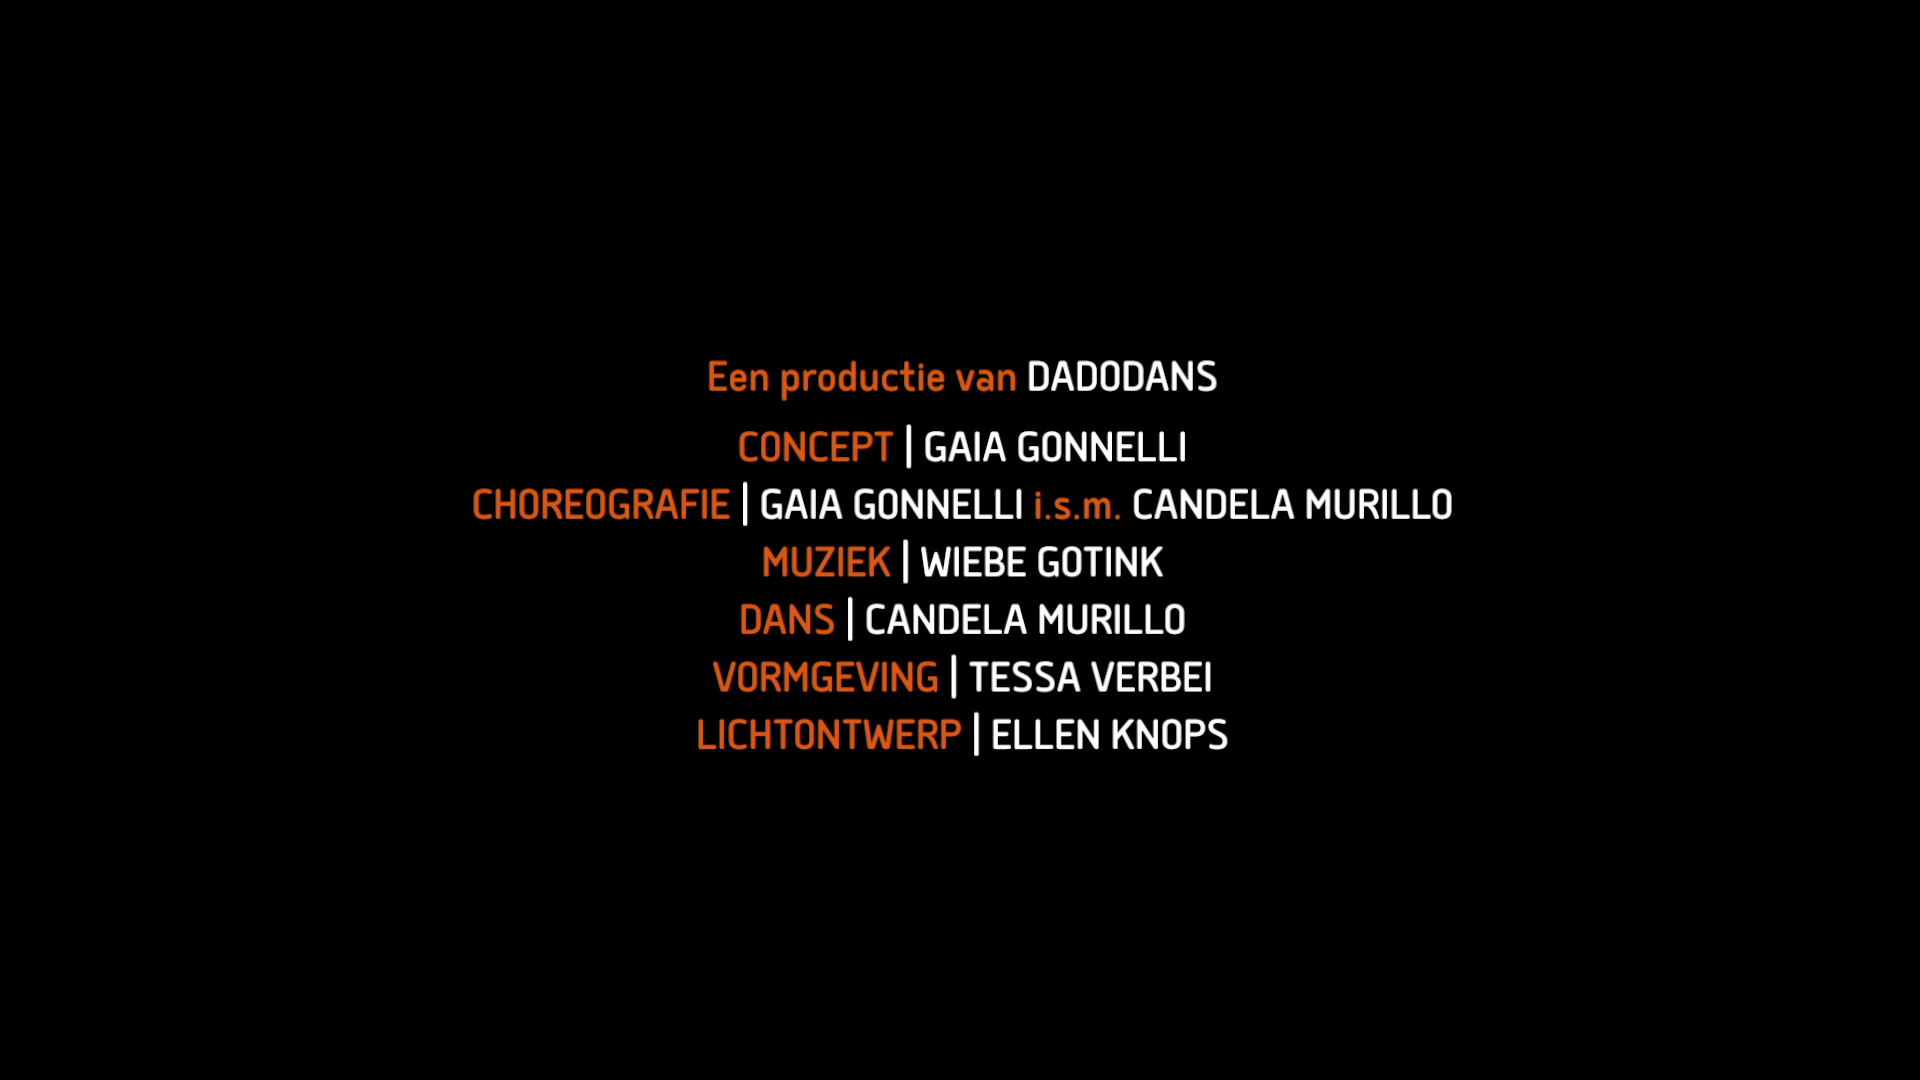 Een productie van DADODANS
CONCEPT | GAIA GONNELLI
CHOREOGRAFIE | GAIA GONNELLI i.s.m. CANDELA MURILLO
MUZIEK | WIEBE GOTINK
DANS | CANDELA MURILLO
VORMGEVING | TESSA VERBEI
LICHTONTWERP | ELLEN KNOPS